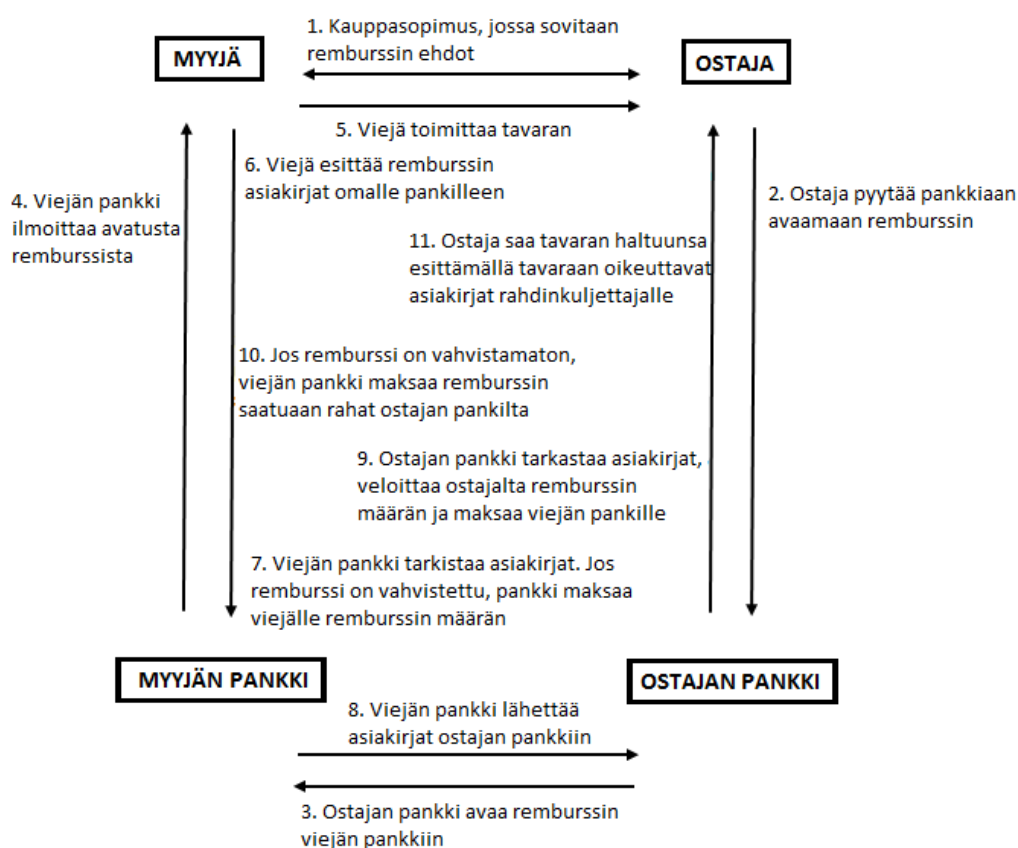 1. Kauppasopimus, jossa sovitaan
remburssin ehdot
MYYJÄ
OSTAJA
5. Viejä toimittaa tavaran
6. Viejä esittää remburssin
asiakirjat omalle pankilleen
4. Viejän pankki
ilmoittaa avatusta
remburssista
2. Ostaja pyytää pankkiaan
avaamaan remburssin
11. Ostaja saa tavaran haltuunsa
esittämällä tavaraan oikeuttavat
asiakirjat rahdinkuljettajalle
10. Jos remburssi on vahvistamaton,
viejän pankki maksaa remburssin
saatuaan rahat ostajan pankilta
9. Ostajan pankki tarkastaa asiakirjat,
veloittaa ostajalta remburssin
määrän ja maksaa viejän pankille
7. Viejän pankki tarkistaa asiakirjat. Jos
remburssi on vahvistettu, pankki maksaa
viejälle remburssin määrän
MYYJÄN PANKKI
OSTAJAN PANKKI
8. Viejän pankki lähettää
asiakirjat ostajan pankkiin
3. Ostajan pankki avaa remburssin
viejän pankkiin